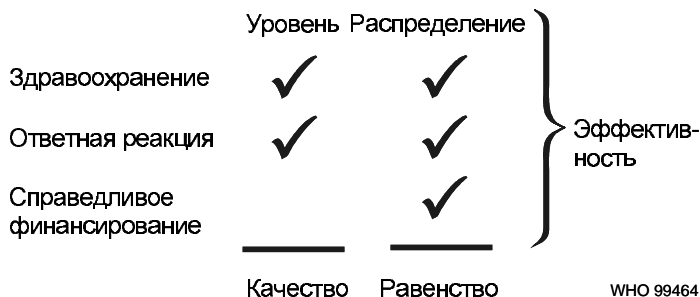 Уровень Распределение
Здравоохранение
Ответная реакция
Эффектив-
ность
Справедливое
финансирование
Качество Равенство
WHO 99464